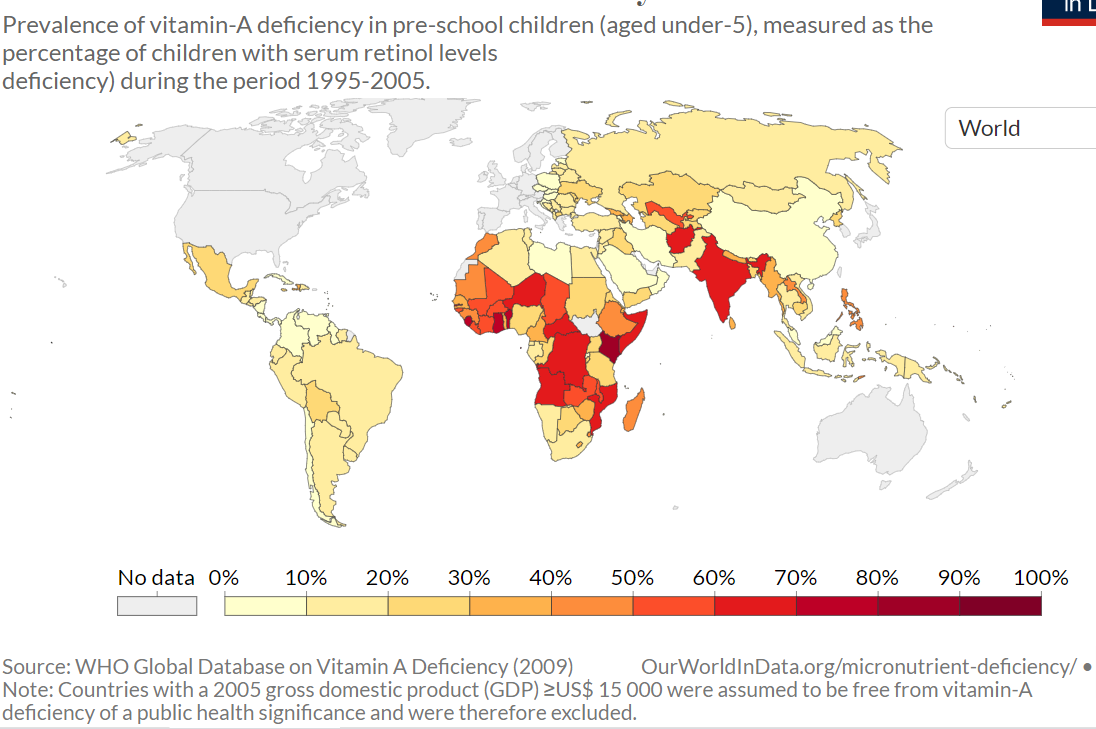 Prevalence of vitamin-A deficiency in pre-school children (aged under-5), measured as the
percentage of children with serum retinol levels
deficiency) during the period 1995-2005.
World
No data 0% 10% 20% 30% 40% 50% 60% 70% 80% 90% 100%
Source: WHO Global Database on Vitamin A Deficiency (2009) OurWorldInData.org/micronutrient-deficiency/ •
Note: Countries with a 2005 gross domestic product (GDP) ≥US$ 15 000 were assumed to be free from vitamin-A
deficiency of a public health significance and were therefore excluded.